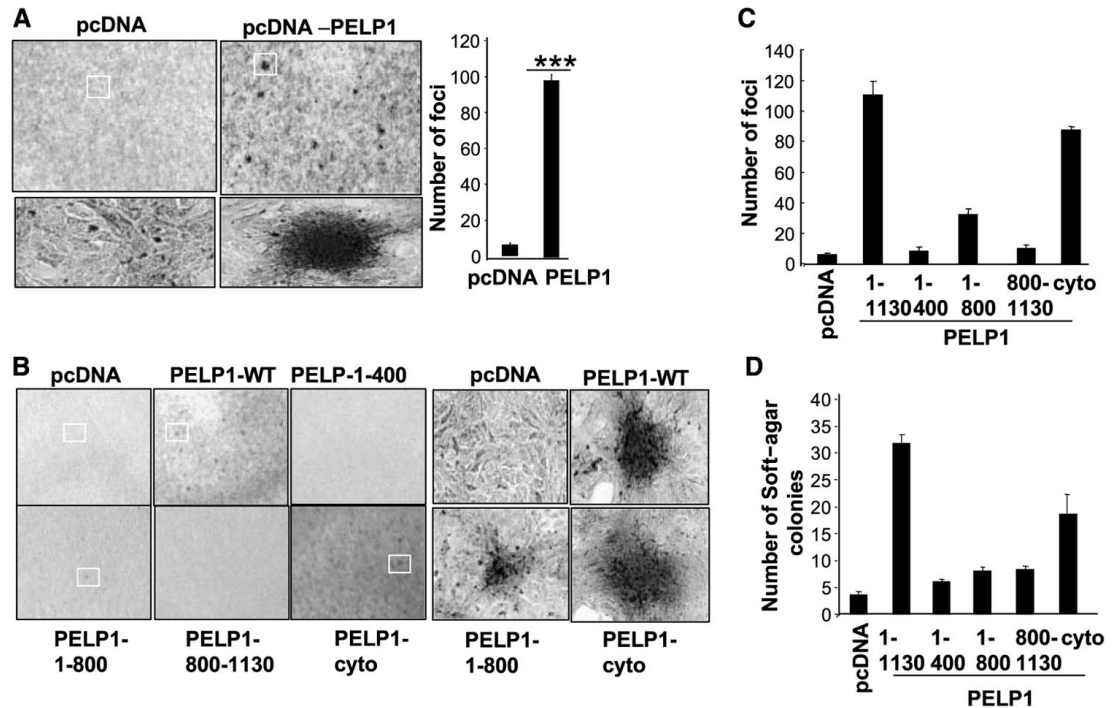 A
pcDNA
pcDNA –PELP1
Number of foci
120
100
80
60
40
20
0
***
pcDNA PELP1
B
pcDNA
PELP1-WT
PELP-1-400
pcDNA
PELP1-WT
PELP1-
1-800
PELP1-
800-1130
PELP1-
cyto
PELP1-
1-800
PELP1-
cyto
C
Number of foci
140
120
100
80
60
40
20
0
pcDNA
1-
1130
1-
400
1-
800
800-
1130
cyto
PELP1
D
Number of Soft-agar
colonies
40
35
30
25
20
15
10
5
0
pcDNA
1-
1130
1-
400
1-
800
800-
1130
cyto
PELP1